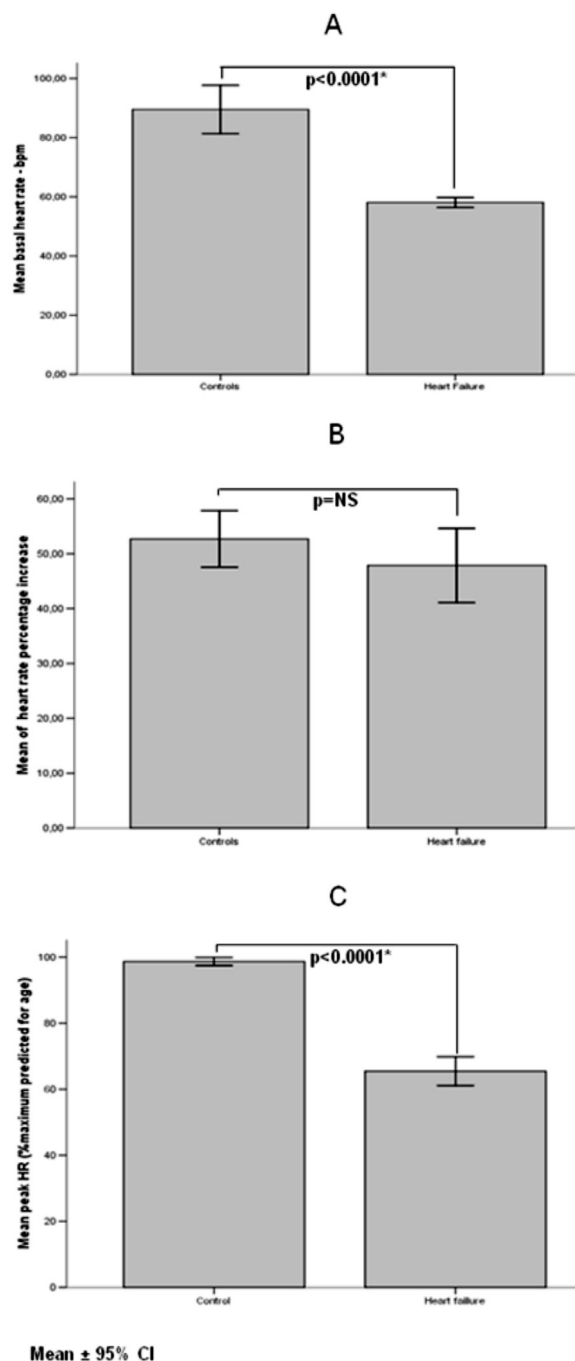 A
p<0.0001*
Mean basal heart rate - bpm
100,00
80,00
60,00
40,00
20,00
0,00
Controls Heart Failure
B
p=NS
Mean of heart rate percentage increase
60,00
50,00
40,00
30,00
20,00
10,00
0,00
Controls Heart failure
C
p<0.0001*
Mean peak HR (%maximum predicted for age)
100
80
60
40
20
0
Control Heart failure
Mean ± 95% CI